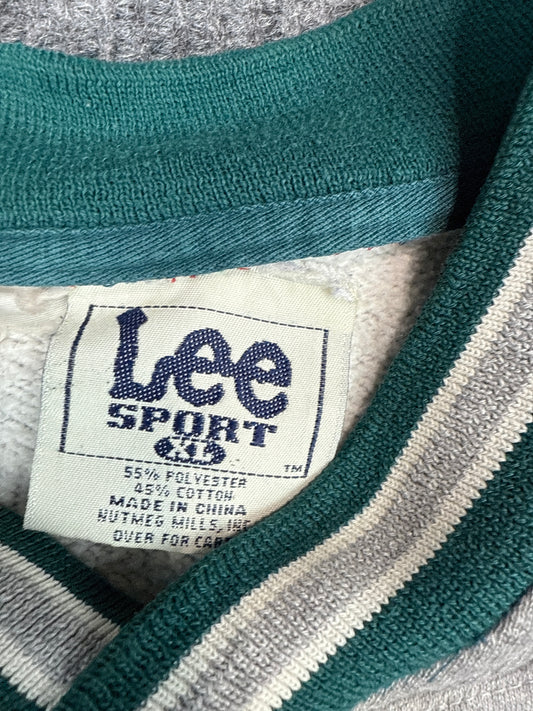 Lee
SPORT
XL
™
55% POLYESTER
45% COTTON
MADE IN CHINA
NUTMEG MILLS, INC
OVER FOR CARE